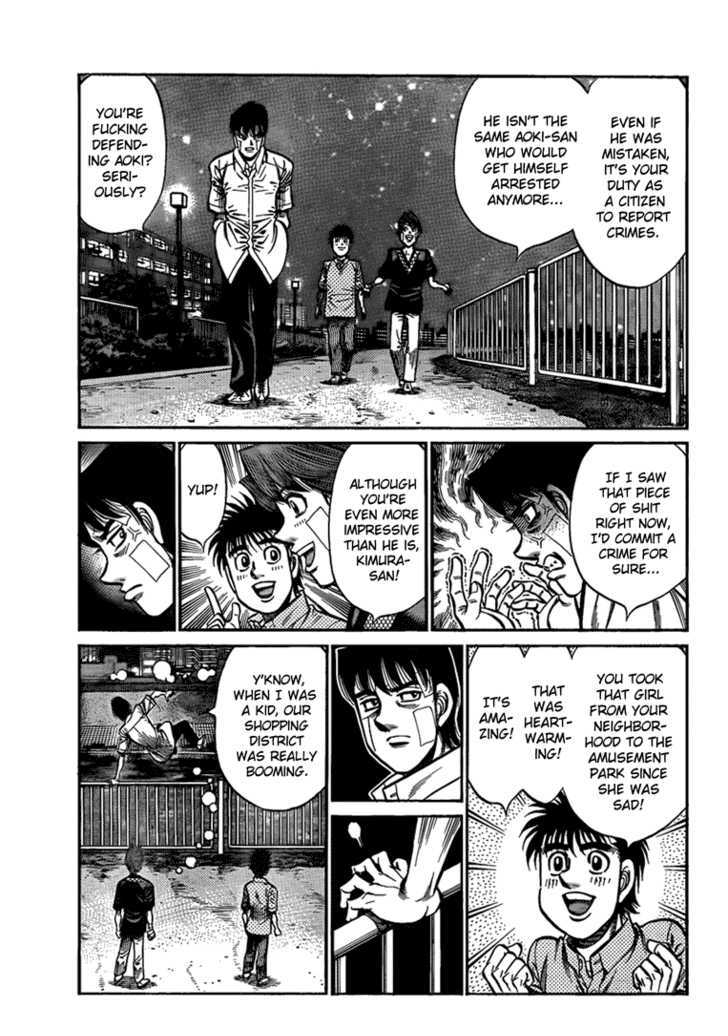 EVEN IF
HE WAS
MISTAKEN,
IT'S YOUR
DUTY AS
A CITIZEN
TO REPORT
CRIMES.
HE ISN'T THE
SAME AOKI-SAN
WHO WOULD
GET HIMSELF
ARRESTED
ANYMORE...
YOU'RE
FUCKING
DEFEND-
ING AOKI?
SERI-
OUSLY?
IF I SAW
THAT PIECE
OF SHIT
RIGHT NOW,
I'D COMMIT A
CRIME FOR
SURE...
ALTHOUGH
YOU'RE
EVEN MORE
IMPRESSIVE
THAN HE IS,
KIMURA-
SAN!
YUP!
YOU TOOK
THAT GIRL
FROM YOUR
NEIGHBOR-
HOOD TO THE
AMUSEMENT
PARK SINCE
SHE WAS
SAD!
THAT
WAS
HEART-
WARM-
ING!
IT'S
AMA-
ZING!
Y'KNOW,
WHEN I WAS
A KID, OUR
SHOPPING
DISTRICT
WAS REALLY
BOOMING.